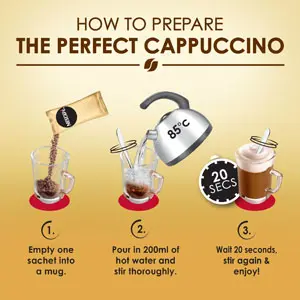 HOW TO PREPARE
THE PERFECT CAPPUCCINO
85°C
20
SECS
1.
Empty one
sachet into
a mug.
2.
Pour in 200ml of
hot water and
stir thoroughly.
3.
Wait 20 seconds,
stir again &
enjoy!